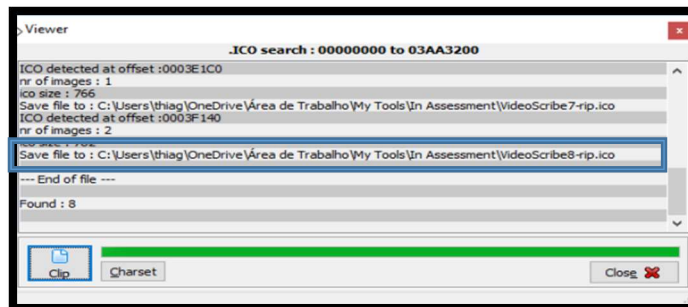 Viewer
.ICO search : 00000000 to 03AA3200
ICO detected at offset :0003E1C0
nr of images : 1
ico size : 766
Save file to : C:\Users\thiag\OneDrive\Área de Trabalho\My Tools\In Assessment\VideoScribe7-rip.ico
ICO detected at offset :0003F140
nr of images : 2
Save file to : C:\Users\thiag\OneDrive\Área de Trabalho\My Tools\In Assessment\VideoScribe8-rip.ico
--- End of file ---
Found : 8
Clip
Charset
Close